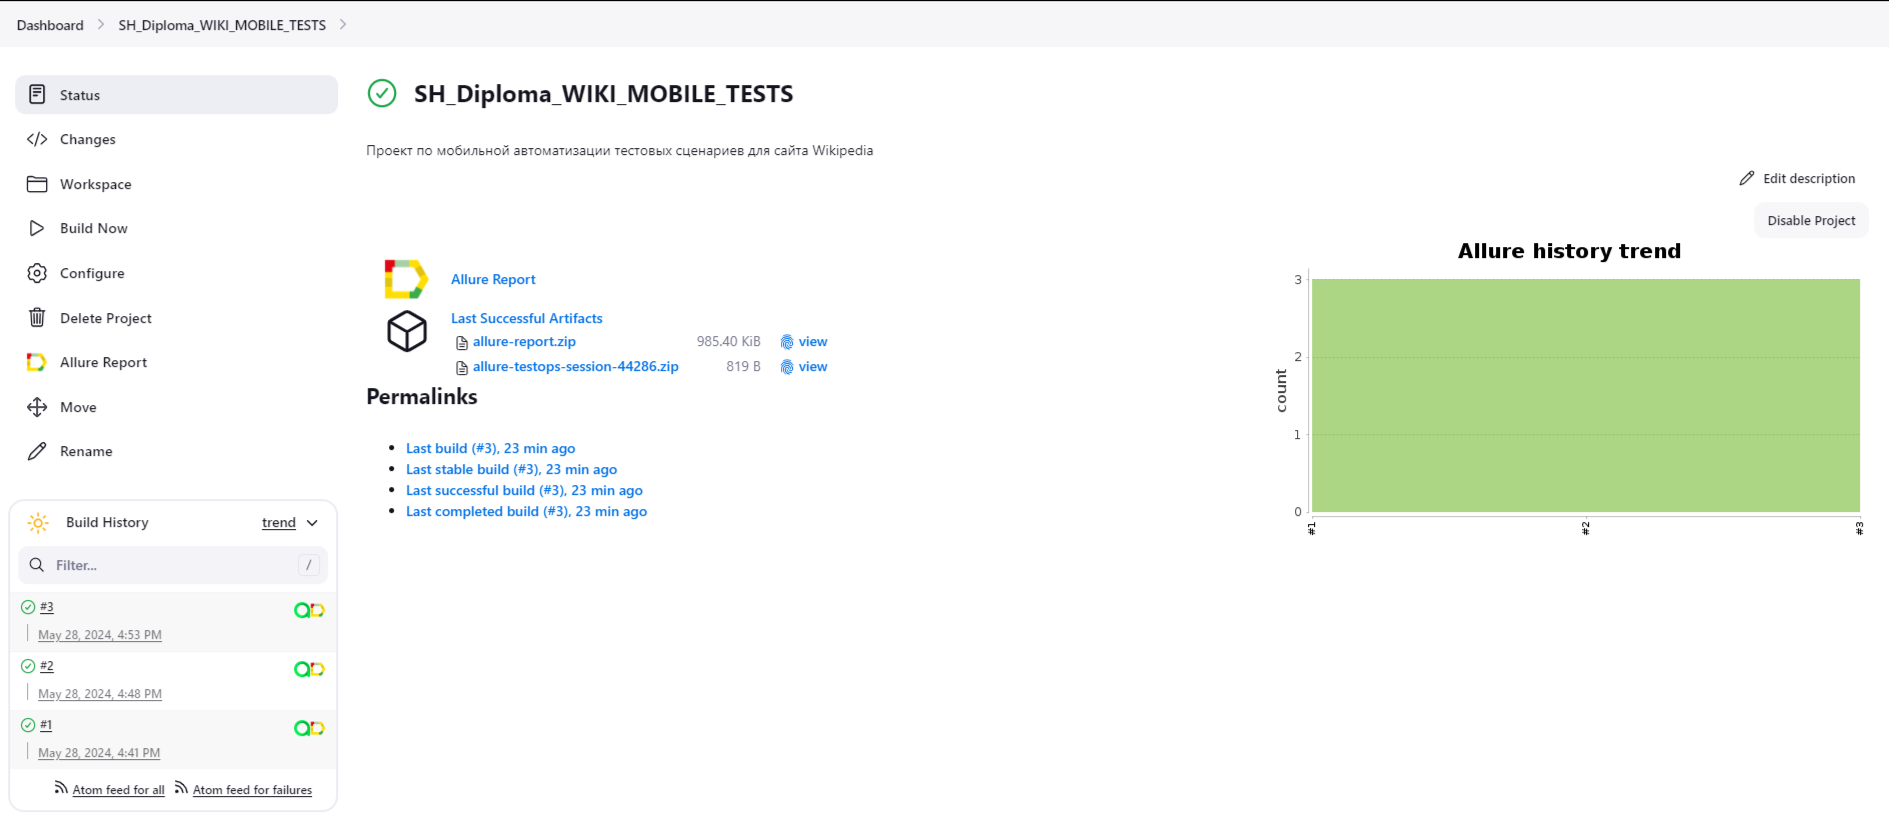 Dashboard
SH_Diploma_WIKI_MOBILE_TESTS
Status
Changes
Workspace
Build Now
Configure
Delete Project
Allure Report
Move
Rename
Build History
trend
Filter...
/
#3
May 28, 2024, 4:53 PM
#2
May 28, 2024, 4:48 PM
#1
May 28, 2024, 4:41 PM
Atom feed for all
Atom feed for failures
SH_Diploma_WIKI_MOBILE_TESTS
Проект по мобильной автоматизации тестовых сценариев для сайта Wikipedia
Edit description
Disable Project
Allure Report
Last Successful Artifacts
allure-report.zip 985.40 KiB view
allure-testops-session-44286.zip 819 B view
Permalinks
Last build (#3), 23 min ago
Last stable build (#3), 23 min ago
Last successful build (#3), 23 min ago
Last completed build (#3), 23 min ago
Allure history trend
3
2
1
0
count
#1
#2
#3